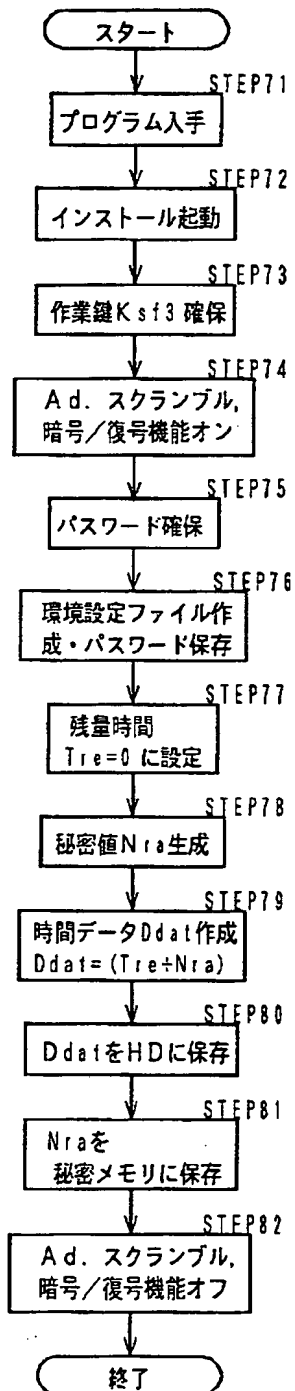 スタート
STEP71
プログラム入手
STEP72
インストール起動
STEP73
作業鍵Ksf3確保
STEP74
Ad. スクランブル,
暗号/復号機能オン
STEP75
パスワード確保
STEP76
環境設定ファイル作
成・パスワード保存
STEP77
残量時間
Tre=0 に設定
STEP78
秘密値Nra生成
STEP79
時間データDdat作成
Ddat=(Tre÷Nra)
STEP80
DdatをHDに保存
STEP81
Nraを
秘密メモリに保存
STEP82
Ad. スクランブル,
暗号/復号機能オフ
終了